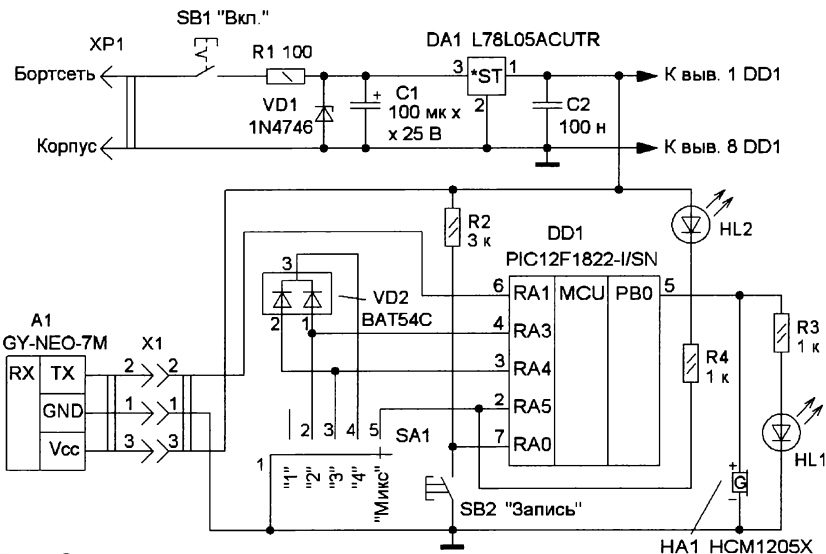 SB1 "Вкл."
XP1
R1 100
DA1 L78L05ACUTR
Бортсеть
3
*ST
1
К выв. 1 DD1
VD1
1N4746
+
C1
100 мк х
х 25 В
2
C2
100 н
Корпус
К выв. 8 DD1
R2
3 к
HL2
DD1
PIC12F1822-I/SN
3
VD2
BAT54C
2
1
6
RA1
MCU
PB0
5
A1
GY-NEO-7M
X1
4
RA3
R3
1 к
RX
TX
2
2
3
RA4
R4
1 к
GND
1
1
2
RA5
Vcc
3
3
2
3
4
5
SA1
7
RA0
HL1
1
"1"
"2"
"3"
"4"
"Микс"
+
G
–
SB2 "Запись"
HA1 HCM1205X